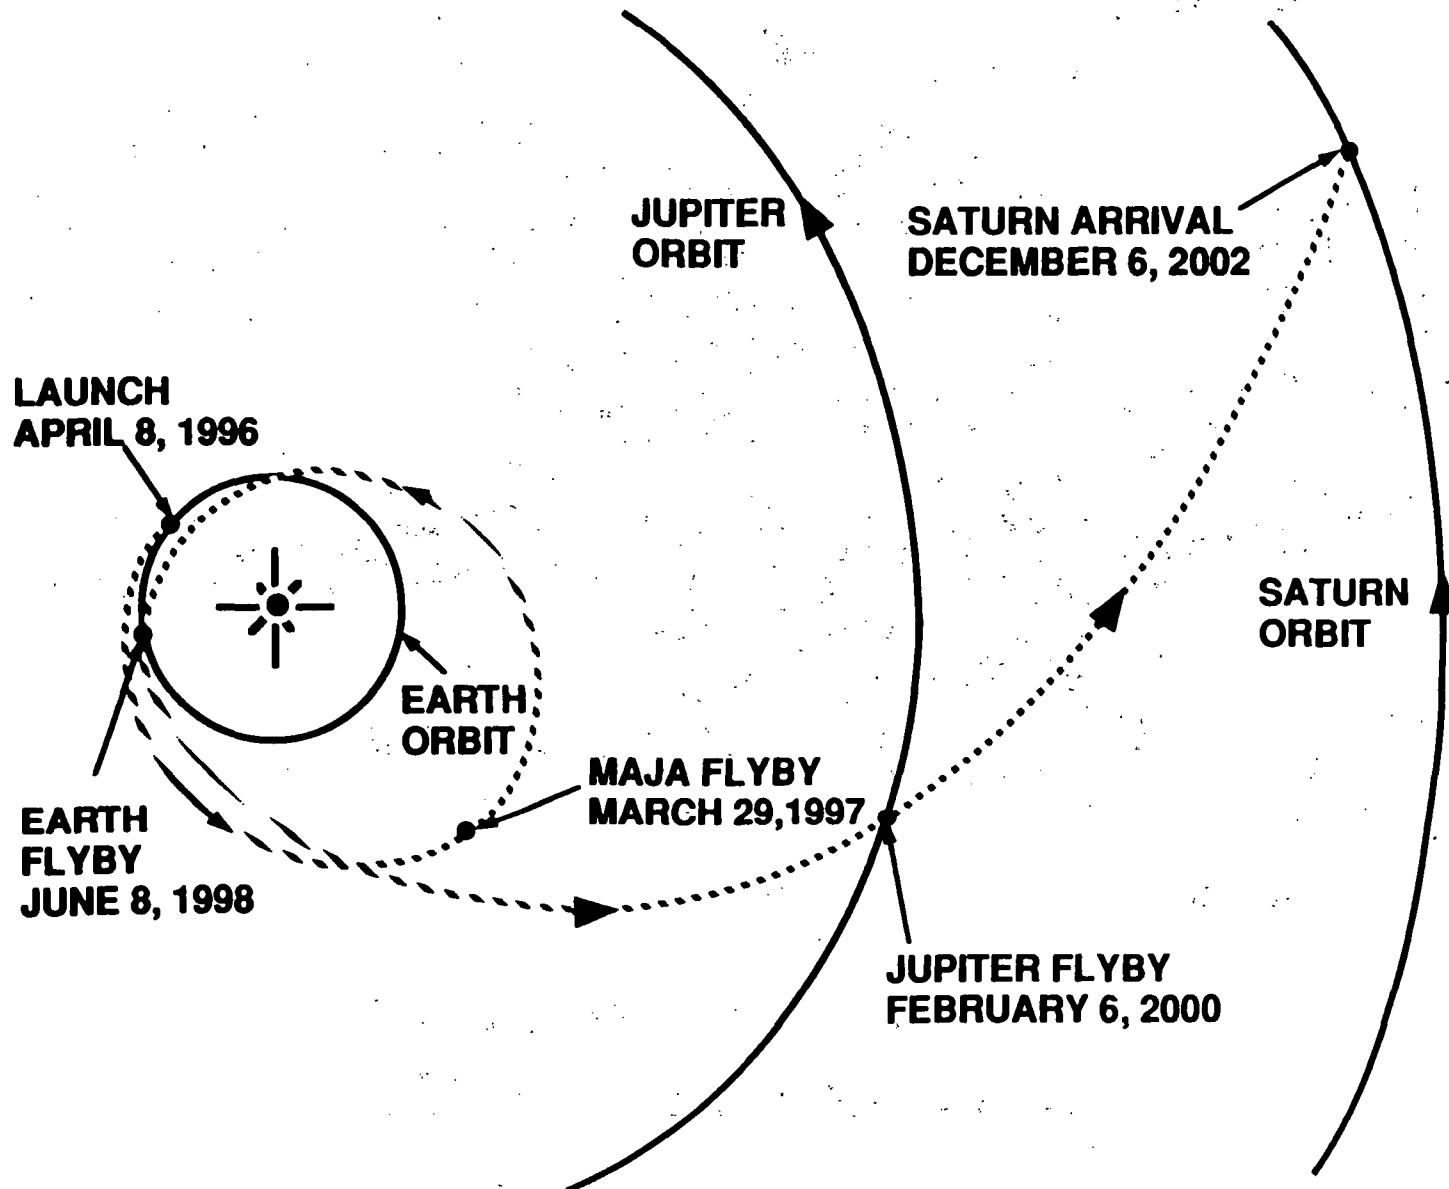 JUPITER
ORBIT
SATURN ARRIVAL
DECEMBER 6, 2002
LAUNCH
APRIL 8, 1996
SATURN
ORBIT
EARTH
ORBIT
MAJA FLYBY
MARCH 29,1997
EARTH
FLYBY
JUNE 8, 1998
JUPITER FLYBY
FEBRUARY 6, 2000